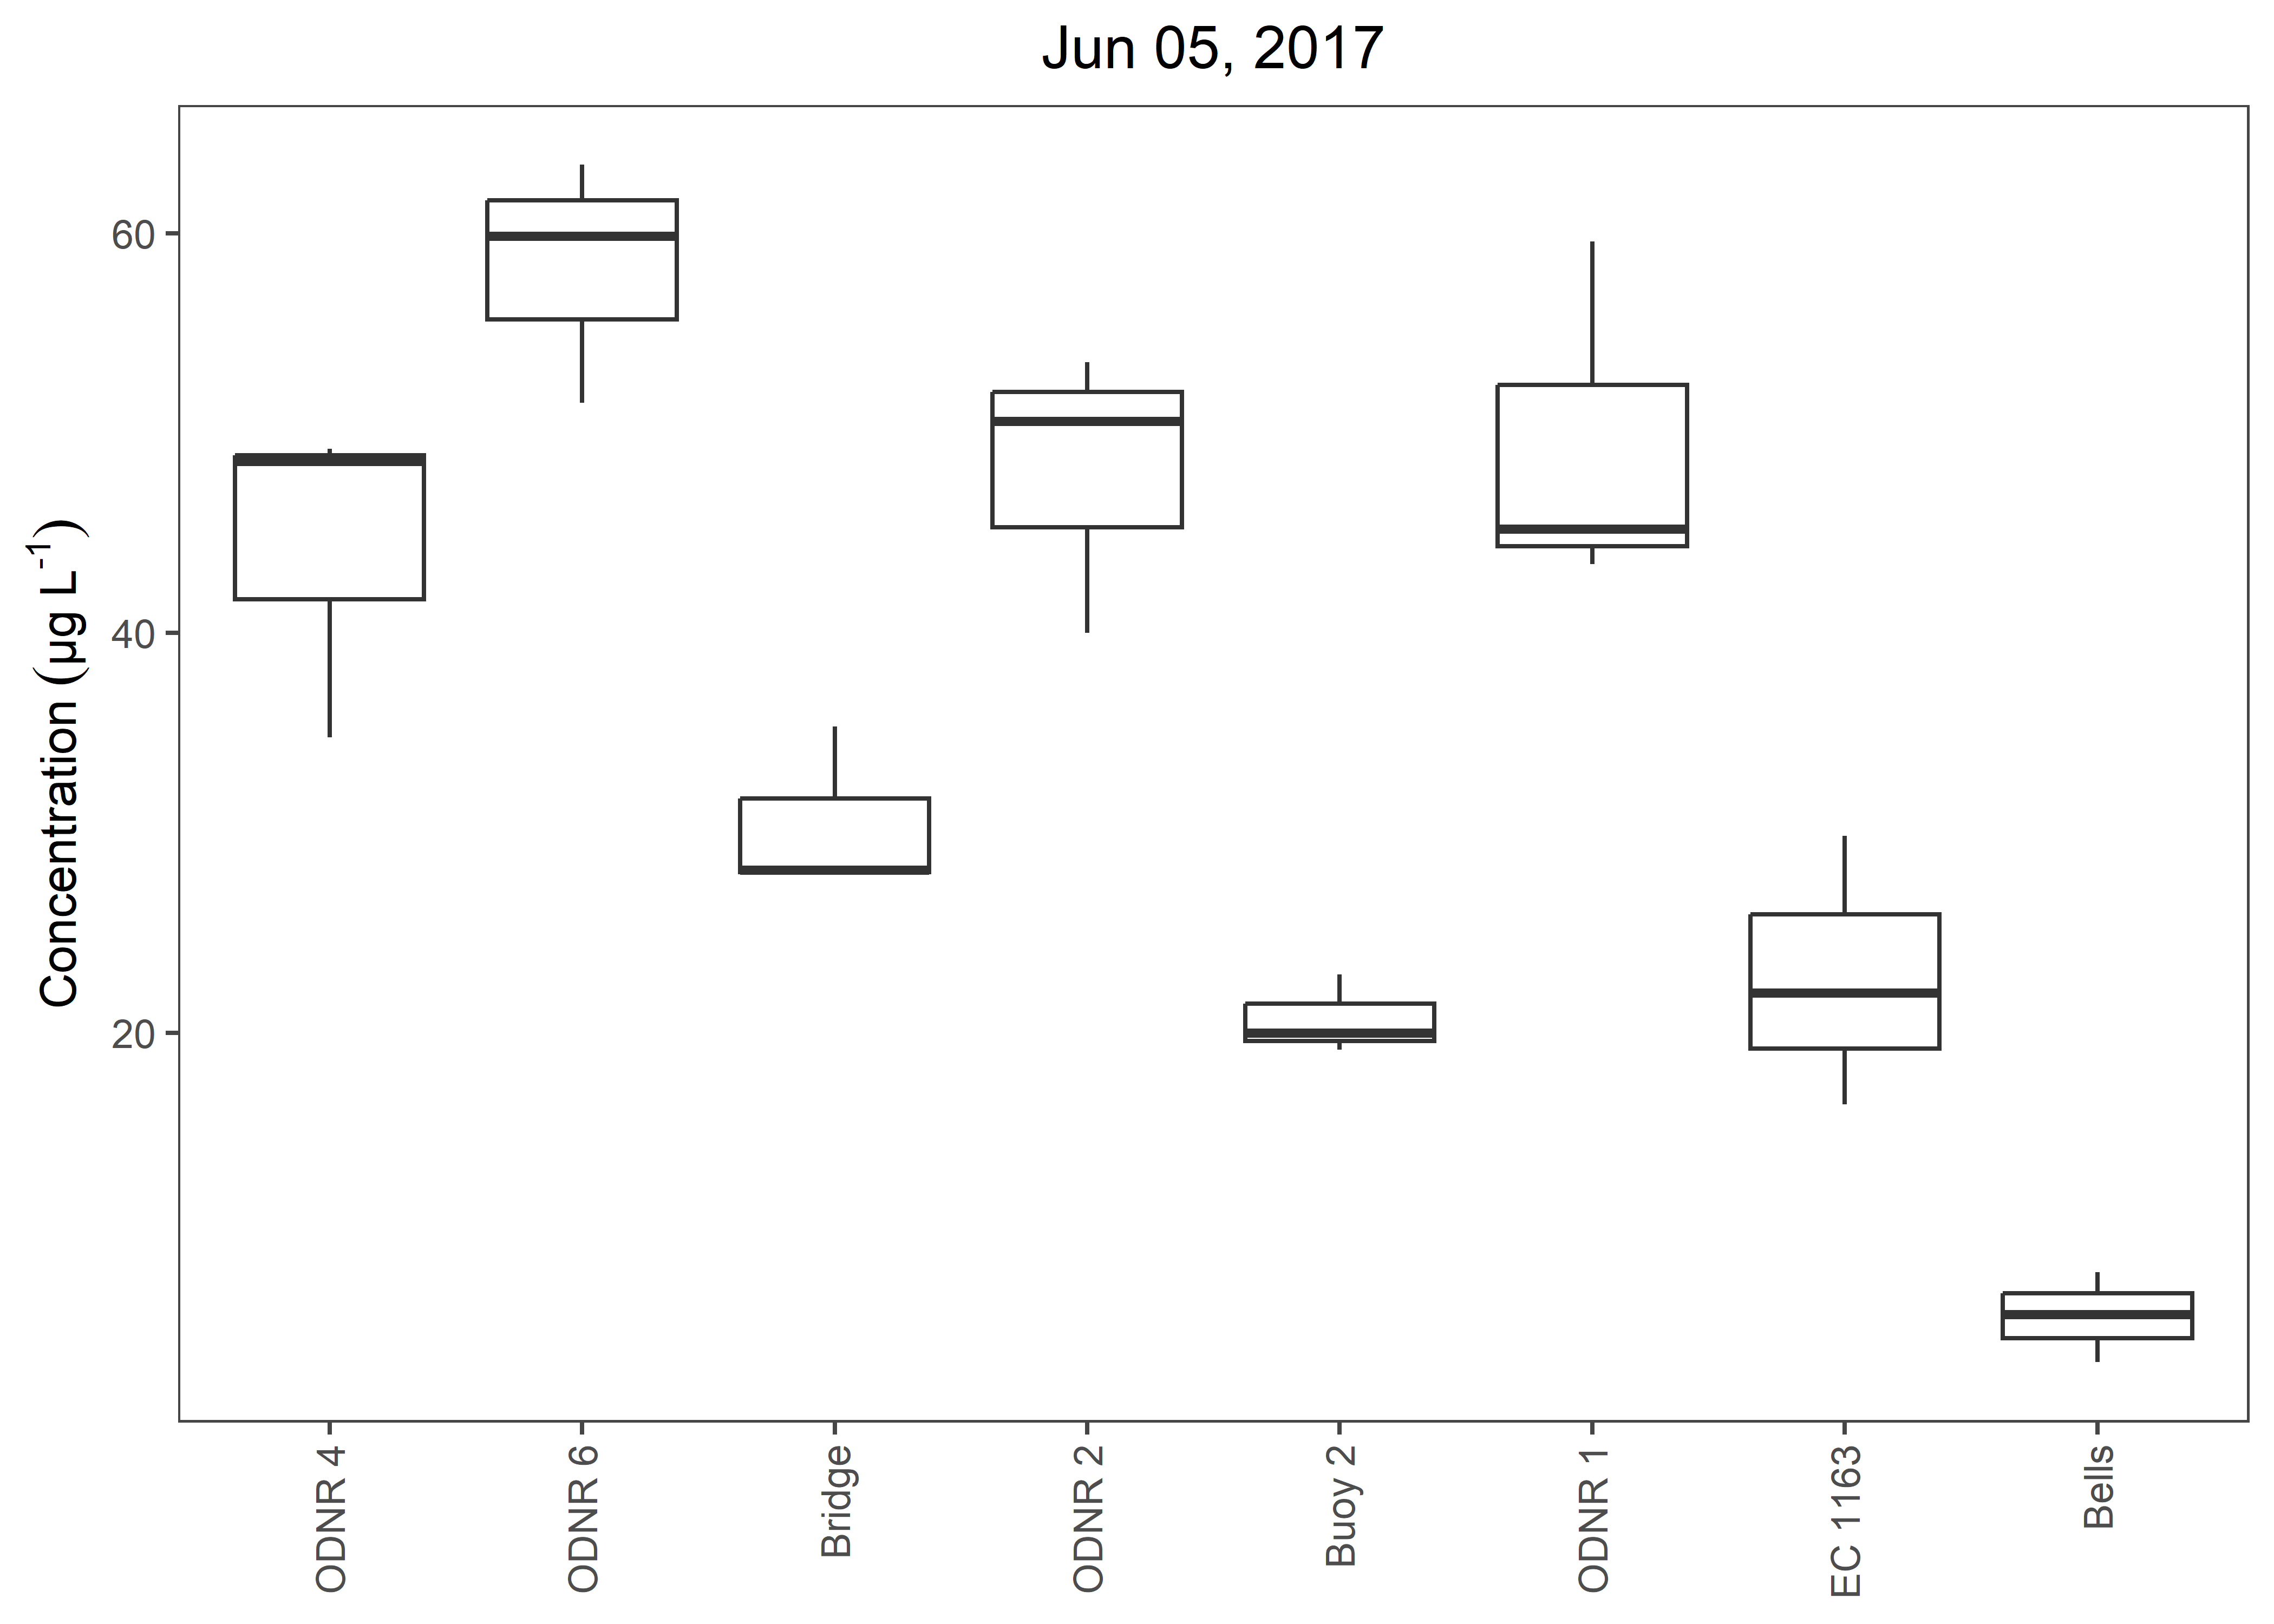 Jun 05, 2017
Concentration (µg L⁻¹)
60
40
20
ODNR 4
ODNR 6
Bridge
ODNR 2
Buoy 2
ODNR 1
EC 1163
Bells